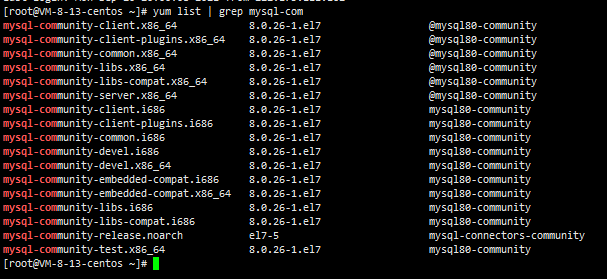 [root@VM-8-13-centos ~]# yum list | grep mysql-com
mysql-community-client.x86_64 8.0.26-1.el7 @mysql80-community
mysql-community-client-plugins.x86_64 8.0.26-1.el7 @mysql80-community
mysql-community-common.x86_64 8.0.26-1.el7 @mysql80-community
mysql-community-libs.x86_64 8.0.26-1.el7 @mysql80-community
mysql-community-libs-compat.x86_64 8.0.26-1.el7 @mysql80-community
mysql-community-server.x86_64 8.0.26-1.el7 @mysql80-community
mysql-community-client.i686 8.0.26-1.el7 mysql80-community
mysql-community-client-plugins.i686 8.0.26-1.el7 mysql80-community
mysql-community-common.i686 8.0.26-1.el7 mysql80-community
mysql-community-devel.i686 8.0.26-1.el7 mysql80-community
mysql-community-devel.x86_64 8.0.26-1.el7 mysql80-community
mysql-community-embedded-compat.i686 8.0.26-1.el7 mysql80-community
mysql-community-embedded-compat.x86_64 8.0.26-1.el7 mysql80-community
mysql-community-libs.i686 8.0.26-1.el7 mysql80-community
mysql-community-libs-compat.i686 8.0.26-1.el7 mysql80-community
mysql-community-release.noarch el7-5 mysql-connectors-community
mysql-community-test.x86_64 8.0.26-1.el7 mysql80-community
[root@VM-8-13-centos ~]#